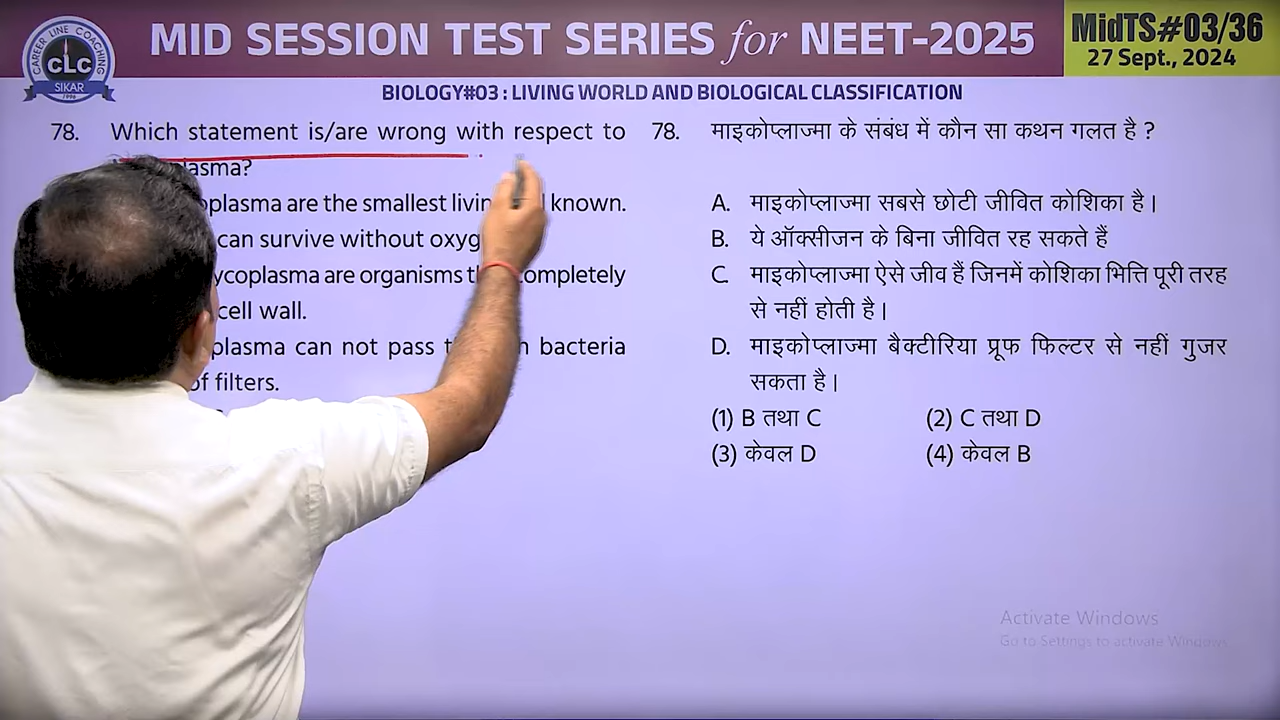 MID SESSION TEST SERIES for NEET-2025
MidTS#03/36
27 Sept., 2024
CAREER LINE COACHING
CLC
SIKAR
1996
BIOLOGY#03 : LIVING WORLD AND BIOLOGICAL CLASSIFICATION
78. Which statement is/are wrong with respect to
plasma?
oplasma are the smallest livin known.
can survive without oxyg
ycoplasma are organisms th completely
cell wall.
plasma can not pass t h bacteria
of filters.
78. माइकोप्लाज्मा के संबंध में कौन सा कथन गलत है ?
A. माइकोप्लाज्मा सबसे छोटी जीवित कोशिका है।
B. ये ऑक्सीजन के बिना जीवित रह सकते हैं
C. माइकोप्लाज्मा ऐसे जीव हैं जिनमें कोशिका भित्ति पूरी तरह
से नहीं होती है।
D. माइकोप्लाज्मा बैक्टीरिया प्रूफ फिल्टर से नहीं गुजर
सकता है।
(1) B तथा C (2) C तथा D
(3) केवल D (4) केवल B
Activate Windows
Go to Settings to activate Windows.